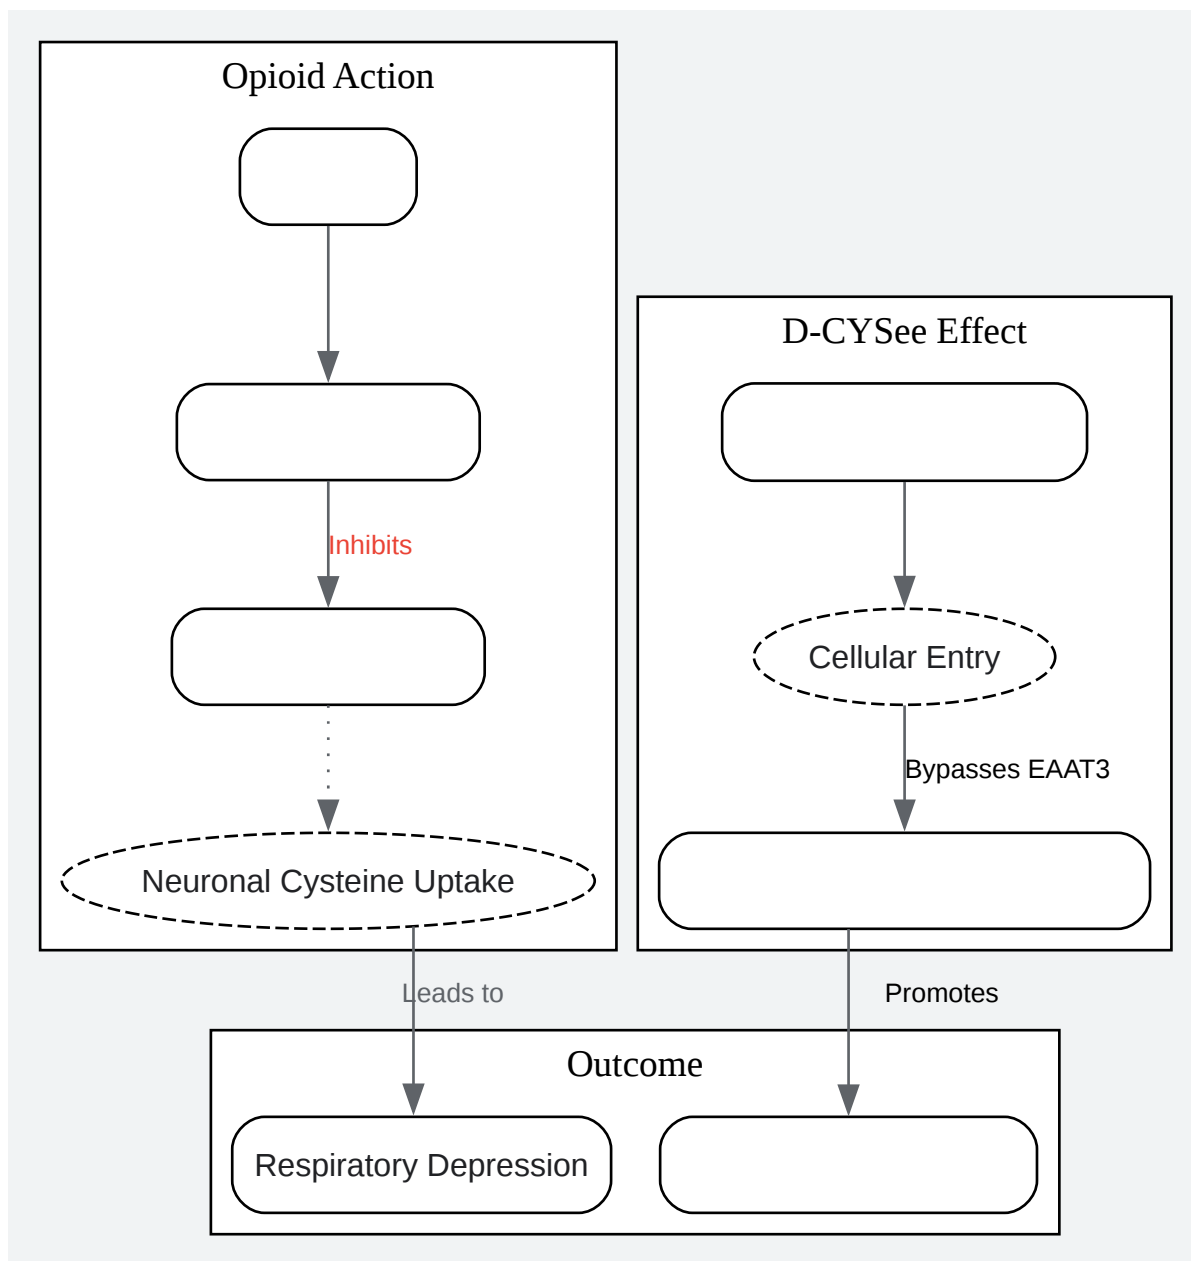 Opioid Action
Inhibits
Neuronal Cysteine Uptake
D-CYSee Effect
Cellular Entry
Bypasses EAAT3
Leads to
Promotes
Outcome
Respiratory Depression